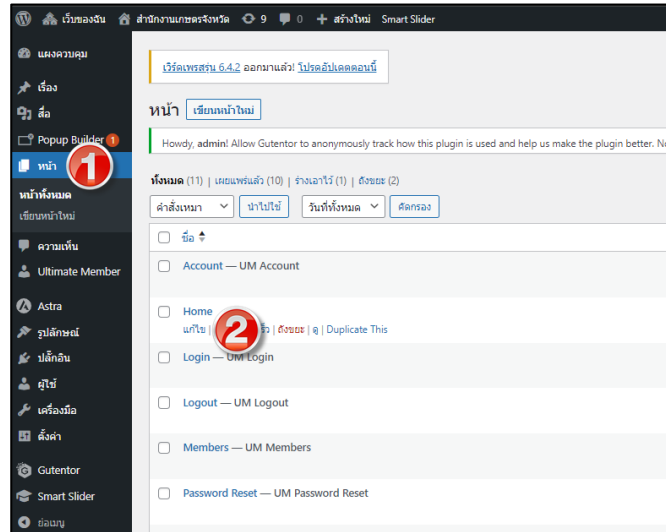 เว็บของฉัน สำนักงานเกษตรจังหวัด 9 0 + สร้างใหม่ Smart Slider
แผงควบคุม
เรื่อง
สื่อ
Popup Builder 1
หน้า
หน้าทั้งหมด
เขียนหน้าใหม่
ความเห็น
Ultimate Member
Astra
รูปลักษณ์
ปลั๊กอิน
ผู้ใช้
เครื่องมือ
ตั้งค่า
Gutentor
Smart Slider
ย่อเมนู
1
เวิร์ดเพรสรุ่น 6.4.2 ออกมาแล้ว! โปรดอัปเดตตอนนี้
หน้า เขียนหน้าใหม่
Howdy, admin! Allow Gutentor to anonymously track how this plugin is used and help us make the plugin better.
ทั้งหมด (11) | เผยแพร่แล้ว (10) | ร่างเอาไว้ (1) | ถังขยะ (2)
คำสั่งเหมา นำไปใช้ วันที่ทั้งหมด คัดกรอง
ชื่อ
Account — UM Account
Home
แก้ไข | 2 | ถังขยะ | ดู | Duplicate This
Login — UM Login
Logout — UM Logout
Members — UM Members
Password Reset — UM Password Reset